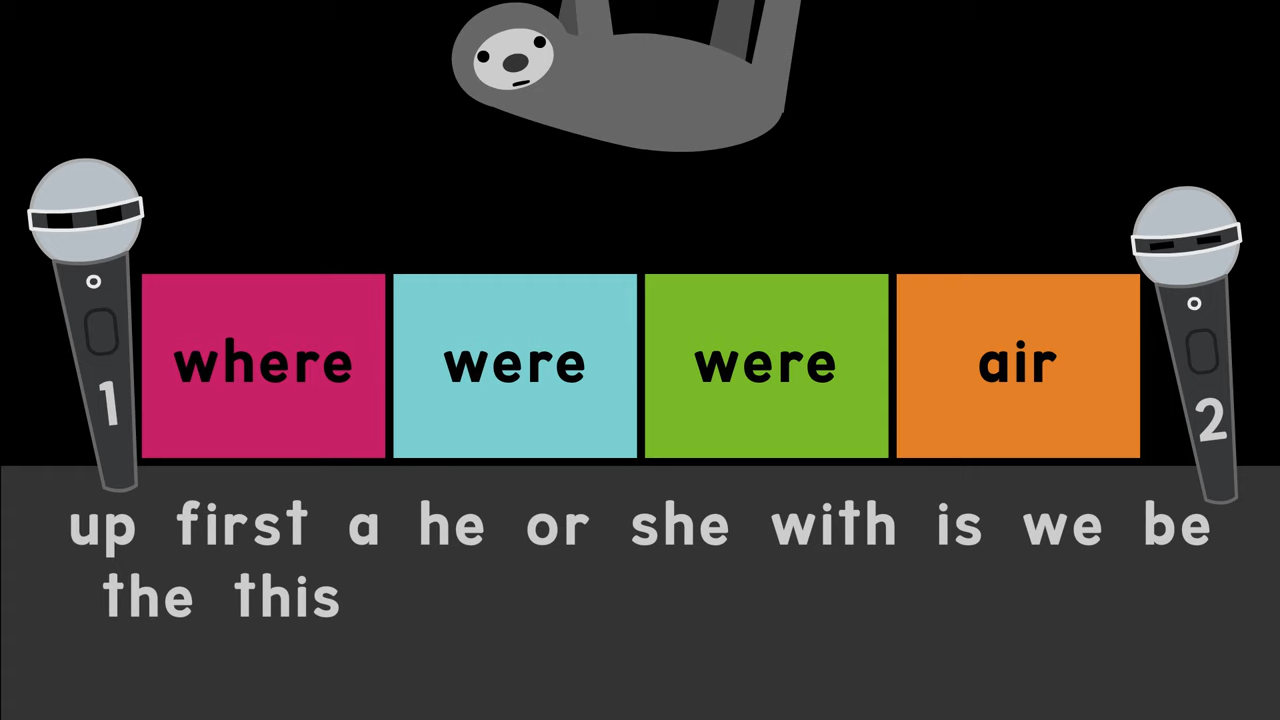 where were were air
1
2
up first a he or she with is we be
the this